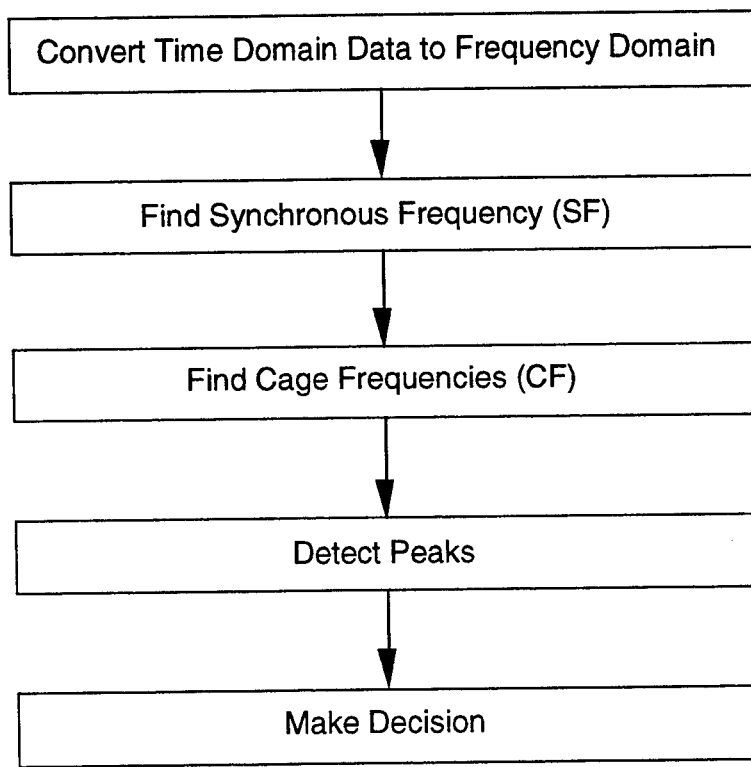 Convert Time Domain Data to Frequency Domain
Find Synchronous Frequency (SF)
Find Cage Frequencies (CF)
Detect Peaks
Make Decision